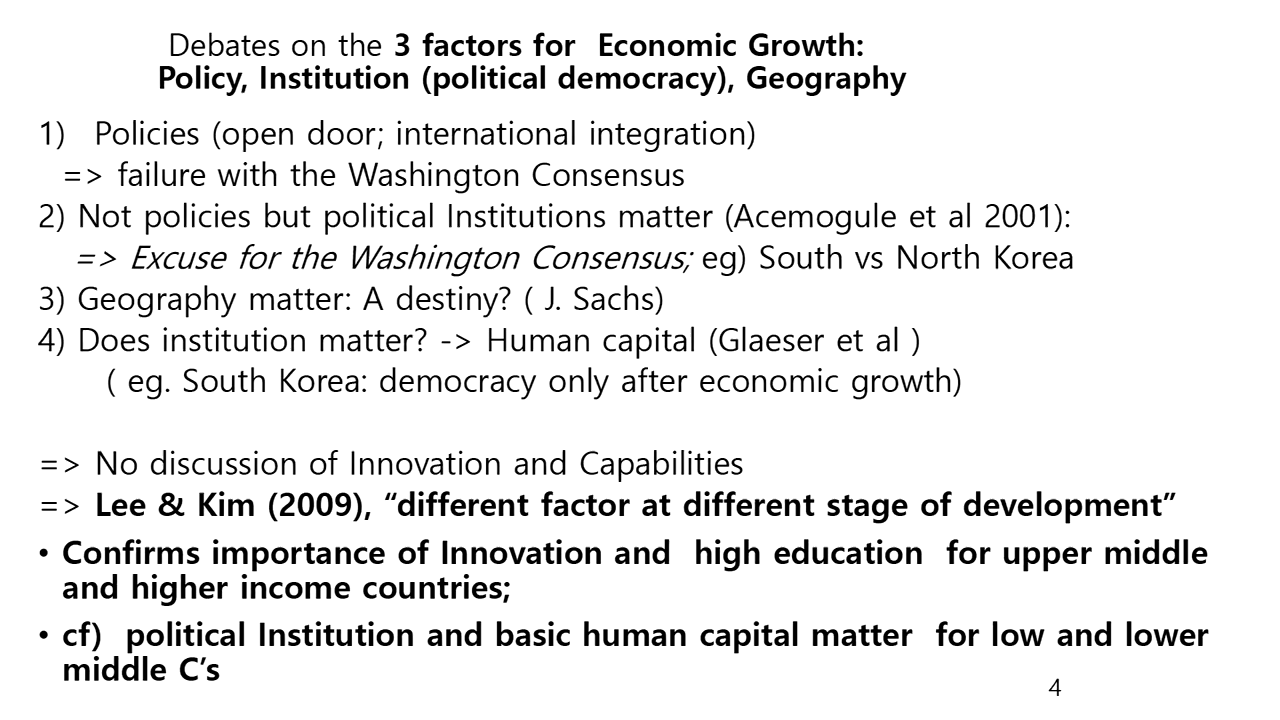 Debates on the 3 factors for Economic Growth:
Policy, Institution (political democracy), Geography
1) Policies (open door; international integration)
=> failure with the Washington Consensus
2) Not policies but political Institutions matter (Acemogule et al 2001):
=> Excuse for the Washington Consensus; eg) South vs North Korea
3) Geography matter: A destiny? ( J. Sachs)
4) Does institution matter? -> Human capital (Glaeser et al )
( eg. South Korea: democracy only after economic growth)
=> No discussion of Innovation and Capabilities
=> Lee & Kim (2009), “different factor at different stage of development”
• Confirms importance of Innovation and high education for upper middle
and higher income countries;
• cf) political Institution and basic human capital matter for low and lower
middle C’s
4